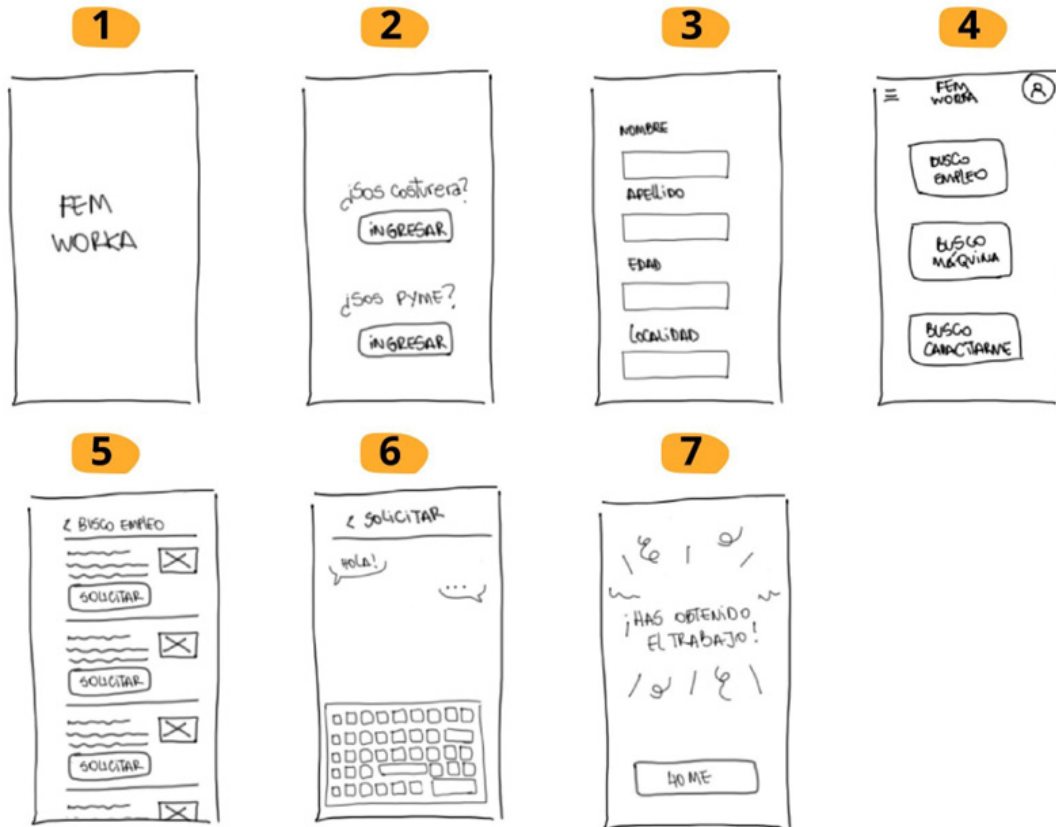 1
2
3
4
FEM
WORKA
¿Sos costurera?
INGRESAR
¿Sos PYME?
INGRESAR
NOMBRE
APELLIDO
EDAD
LOCALIDAD
FEM
WORKA
BUSCO
EMPLEO
BUSCO
MÁQUINA
BUSCO
CAPACITARME
5
6
7
< BUSCO EMPLEO
SOLICITAR
SOLICITAR
SOLICITAR
< SOLICITAR
HOLA!
...
¡HAS OBTENIDO
EL TRABAJO!
HOME